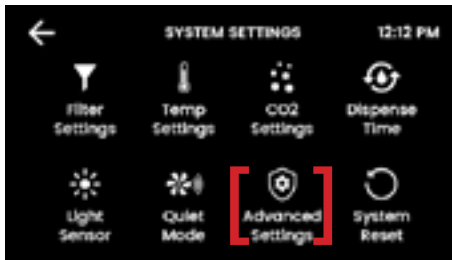 SYSTEM SETTINGS 12:12 PM
Filter Temp CO2 Dispense
Settings Settings Settings Time
Light Quiet Advanced System
Sensor Mode Settings Reset